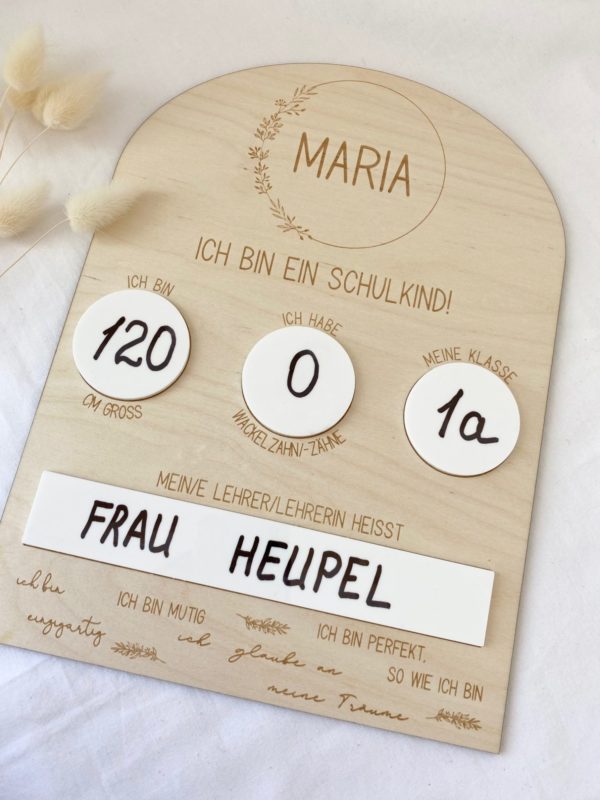 MARIA
ICH BIN EIN SCHULKIND!
ICH BIN
120
CM GROSS
ICH HABE
0
WACKELZAHN/-ZÄHNE
MEINE KLASSE
1a
MEIN/E LEHRER/LEHRERIN HEISST
FRAU HEUPEL
ich bin
einzigartig
ICH BIN MUTIG
ich glaube an
meine Träume
ICH BIN PERFEKT,
SO WIE ICH BIN